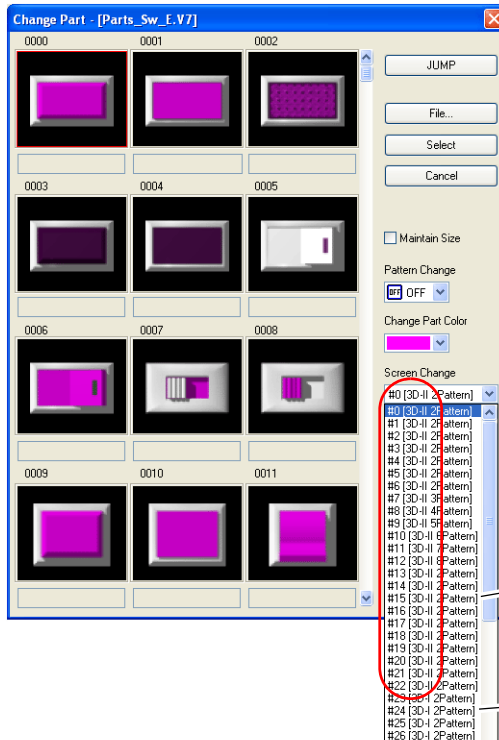 Change Part - [Parts_Sw_E.V7]
0000 0001 0002
JUMP
File...
Select
Cancel
0003 0004 0005
Maintain Size
Pattern Change
OFF OFF
0006 0007 0008
Change Part Color
Screen Change
#0 [3D-II 2Pattern]
#0 [3D-II 2Pattern]
#1 [3D-II 2Pattern]
#2 [3D-II 2Pattern]
#3 [3D-II 2Pattern]
#4 [3D-II 2Pattern]
#5 [3D-II 2Pattern]
#6 [3D-II 2Pattern]
#7 [3D-II 3Pattern]
#8 [3D-II 4Pattern]
#9 [3D-II 5Pattern]
#10 [3D-II 6Pattern]
#11 [3D-II 7Pattern]
#12 [3D-II 8Pattern]
#13 [3D-II 2Pattern]
#14 [3D-II 2Pattern]
#15 [3D-II 2Pattern]
#16 [3D-II 2Pattern]
#17 [3D-II 2Pattern]
#18 [3D-II 2Pattern]
#19 [3D-II 2Pattern]
#20 [3D-II 2Pattern]
#21 [3D-II 2Pattern]
#22 [3D-II 2Pattern]
#23 [3D-I 2Pattern]
#24 [3D-I 2Pattern]
#25 [3D-I 2Pattern]
#26 [3D-I 2Pattern]
0009 0010 0011